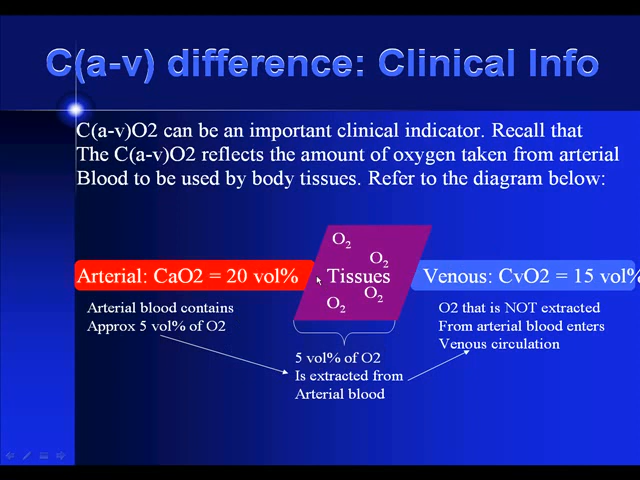 C(a-v) difference: Clinical Info
C(a-v)O2 can be an important clinical indicator. Recall that
The C(a-v)O2 reflects the amount of oxygen taken from arterial
Blood to be used by body tissues. Refer to the diagram below:
O2
O2
Arterial: CaO2 = 20 vol%
Tissues
Venous: CvO2 = 15 vol%
O2
O2
Arterial blood contains
Approx 5 vol% of O2
O2 that is NOT extracted
From arterial blood enters
Venous circulation
5 vol% of O2
Is extracted from
Arterial blood